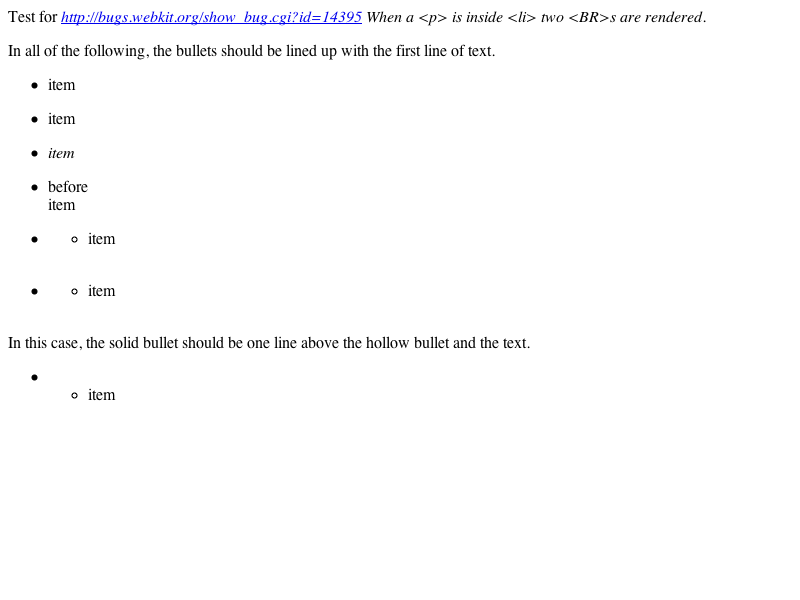 Test for http://bugs.webkit.org/show_bug.cgi?id=14395 When a <p> is inside <li> two <BR>s are rendered.
In all of the following, the bullets should be lined up with the first line of text.
• item
• item
• item
• before
item
• ◦ item
• ◦ item
In this case, the solid bullet should be one line above the hollow bullet and the text.
•
◦ item